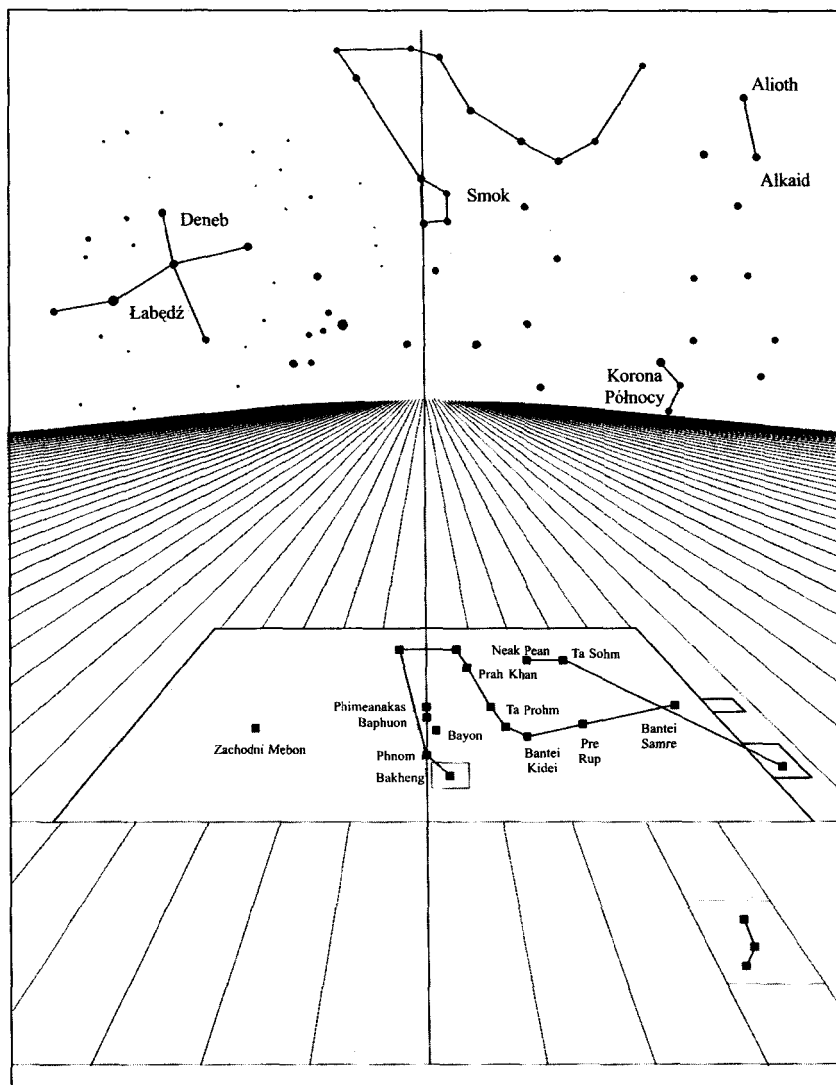 Alioth
Alkaid
Smok
Deneb
Łabędź
Korona
Północy
Neak Pean
Ta Sohm
Prah Khan
Phimeanakas
Baphuon
Ta Prohm
Bayon
Zachodni Mebon
Phnom
Bakheng
Bantei
Kidei
Pre
Rup
Bantei
Samre